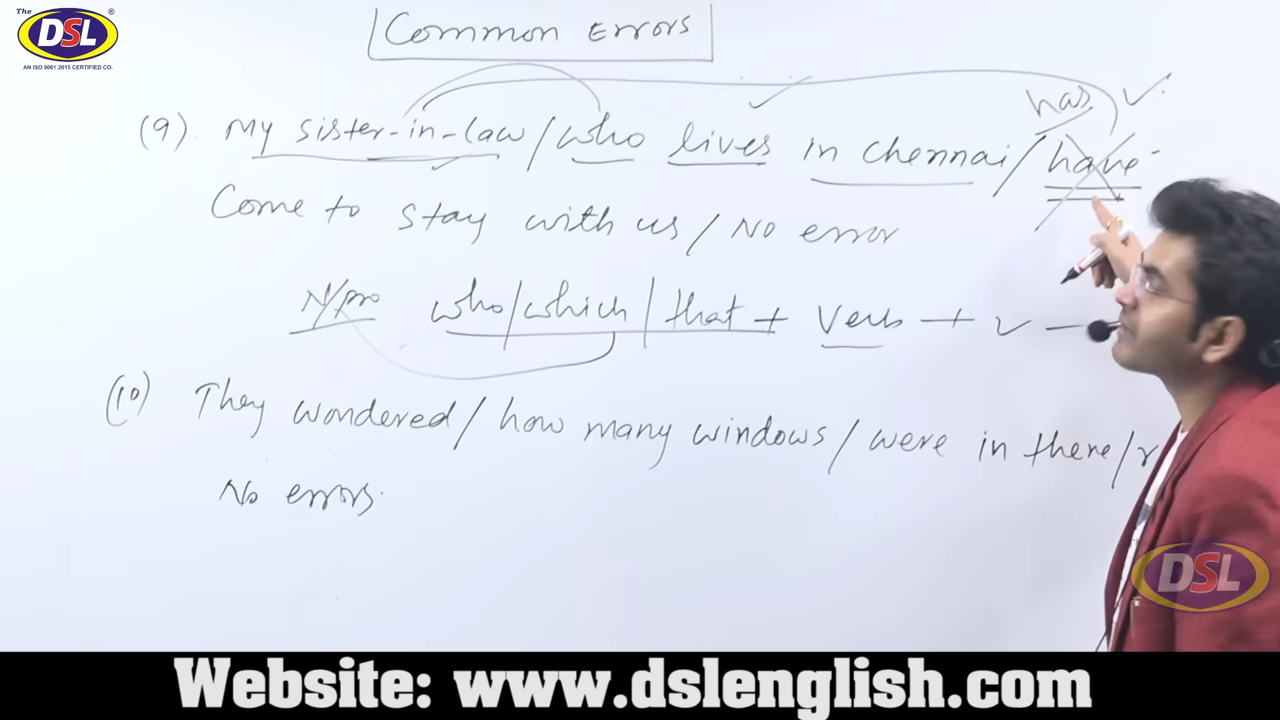 The
DSL
®
AN ISO 9001:2015 CERTIFIED CO.
Common Errors
has
(9). My sister-in-law/who lives in chennai/have
Come to stay with us/No error
N/pro who/which/that + Verb + v
(10) They wondered/how many windows/were in there/
No errors.
DSL
Website: www.dslenglish.com